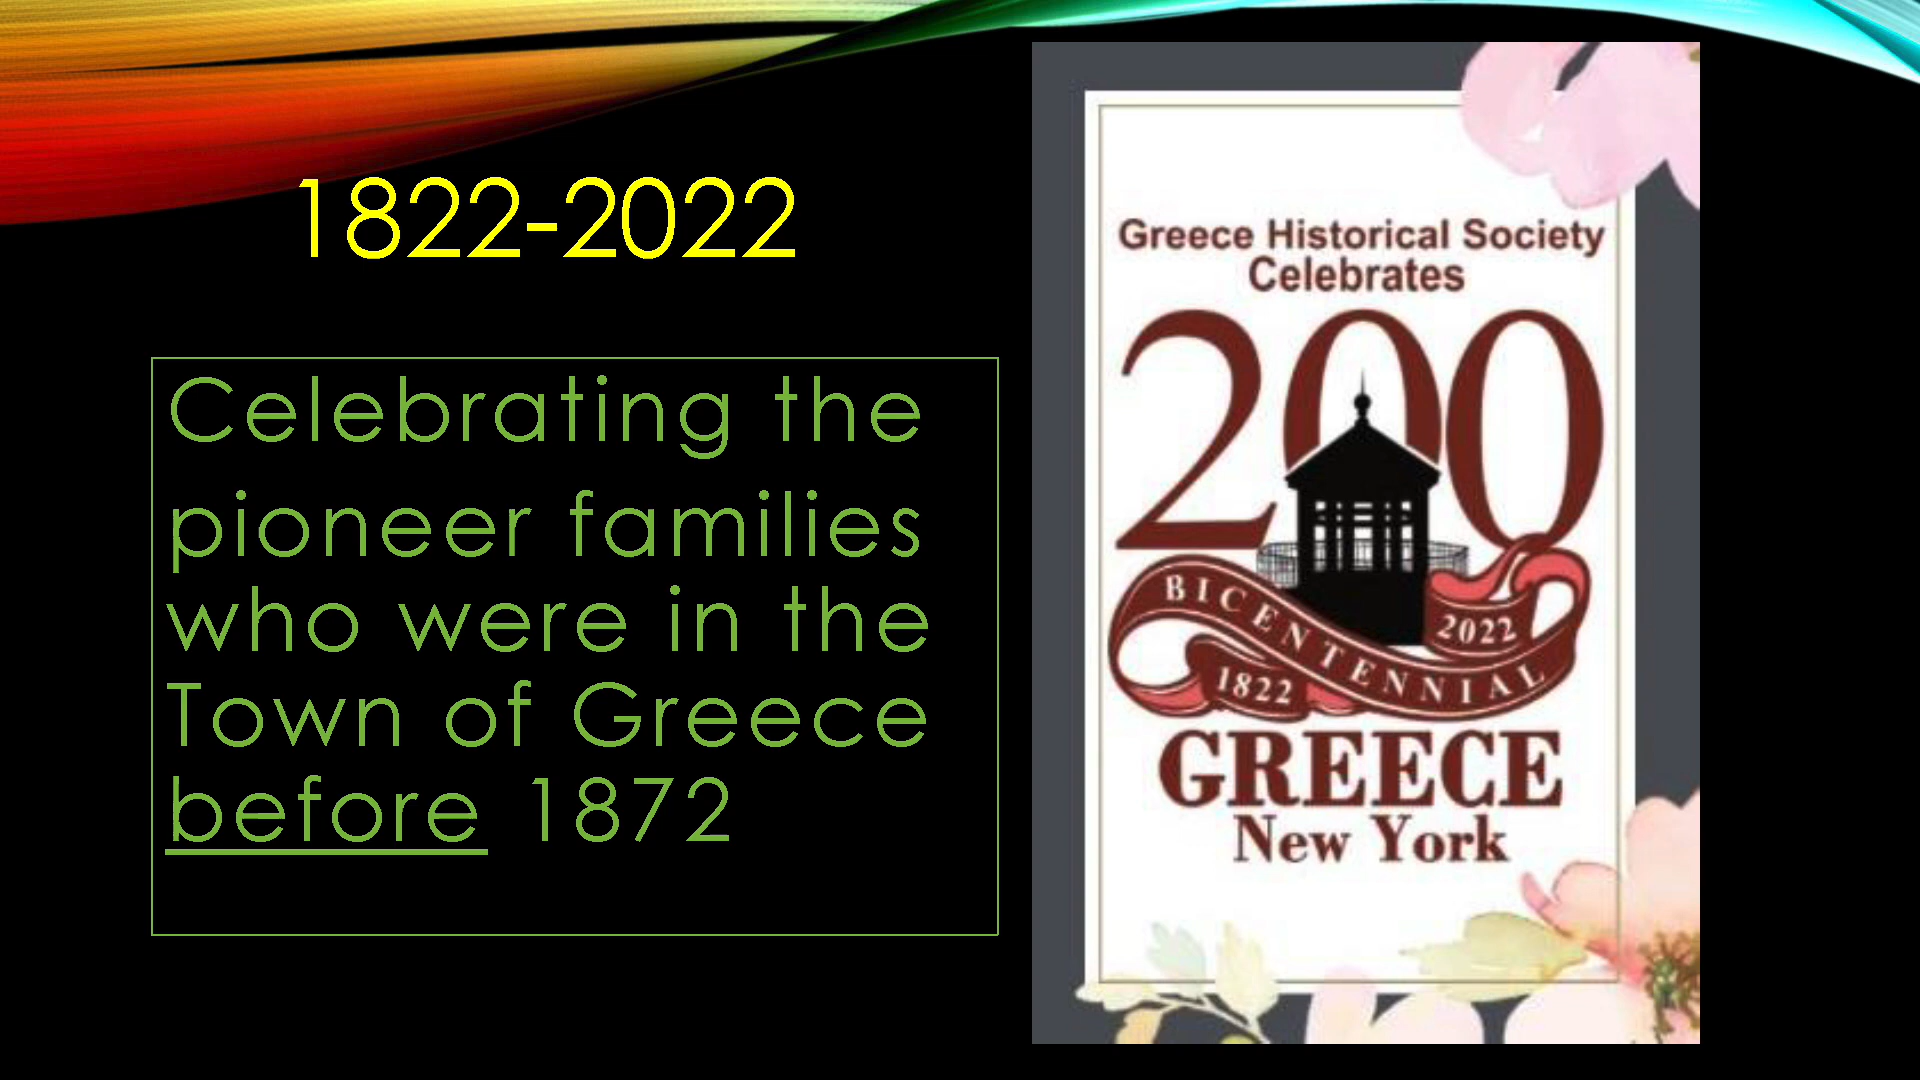 1822-2022
Celebrating the
pioneer families
who were in the
Town of Greece
before 1872
Greece Historical Society
Celebrates
200
BICENTENNIAL
1822
2022
GREECE
New York